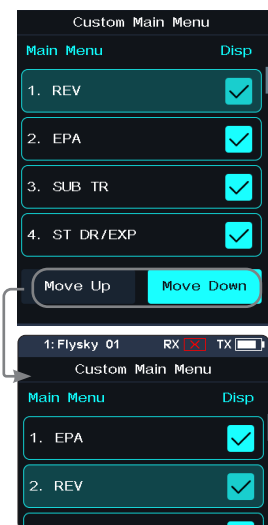 Custom Main Menu
Main Menu Disp
1. REV
2. EPA
3. SUB TR
4. ST DR/EXP
Move Up Move Down
1: Flysky 01 RX TX
Custom Main Menu
Main Menu Disp
1. EPA
2. REV